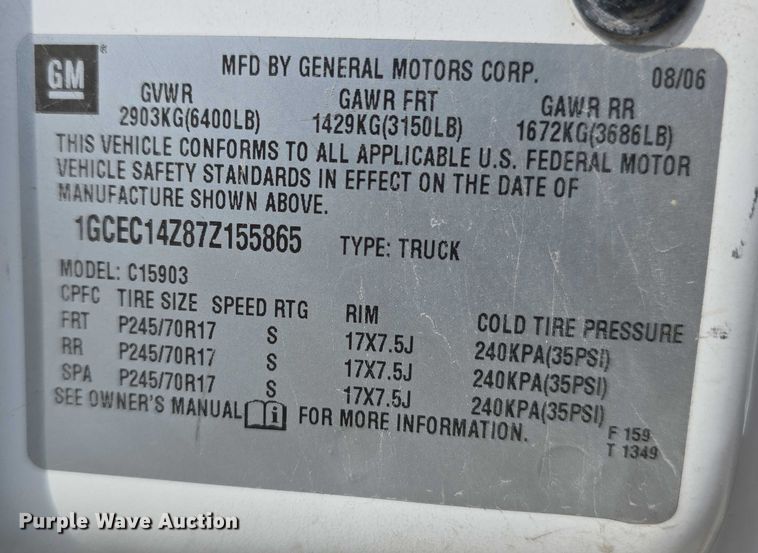 GM ®
MFD BY GENERAL MOTORS CORP. 08/06
GVWR GAWR FRT GAWR RR
2903KG(6400LB) 1429KG(3150LB) 1672KG(3686LB)
THIS VEHICLE CONFORMS TO ALL APPLICABLE U.S. FEDERAL MOTOR
VEHICLE SAFETY STANDARDS IN EFFECT ON THE DATE OF
MANUFACTURE SHOWN ABOVE.
1GCEC14Z87Z155865 TYPE: TRUCK
MODEL: C15903
CPFC TIRE SIZE SPEED RTG RIM COLD TIRE PRESSURE
FRT P245/70R17 S 17X7.5J 240KPA(35PSI)
RR P245/70R17 S 17X7.5J 240KPA(35PSI)
SPA P245/70R17 S 17X7.5J 240KPA(35PSI)
SEE OWNER'S MANUAL i FOR MORE INFORMATION.
F 159
T 1349
Purple Wave Auction